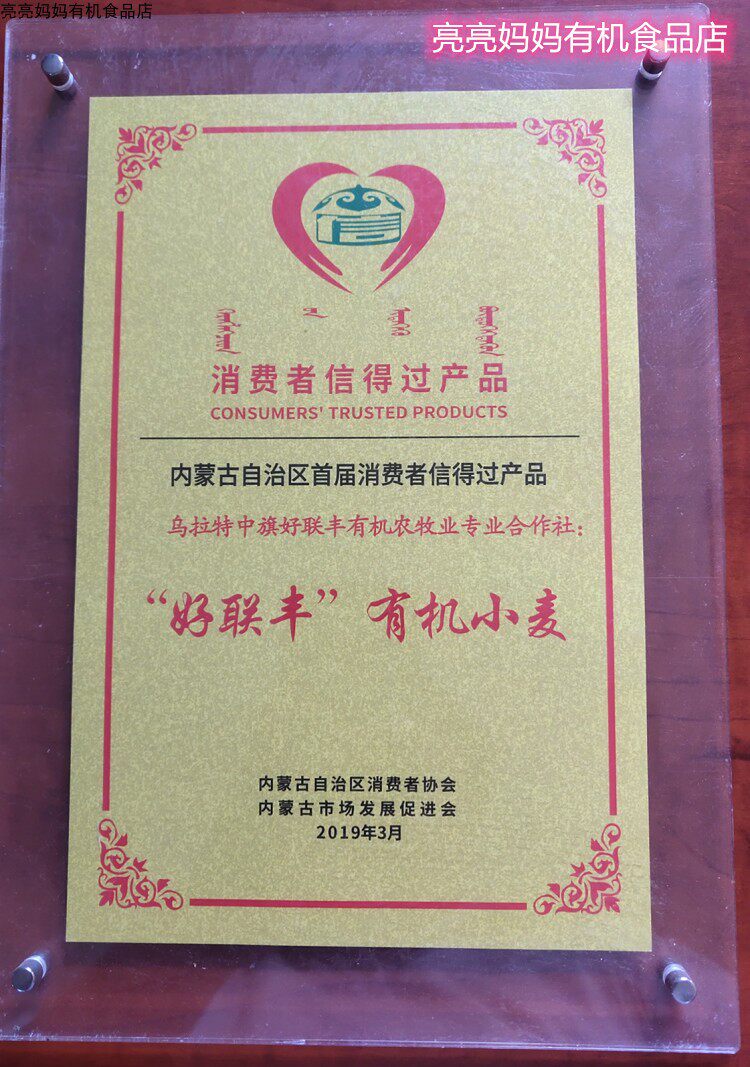 亮亮妈妈有机食品店
亮亮妈妈有机食品店
信
消费者信得过产品
CONSUMERS' TRUSTED PRODUCTS
内蒙古自治区首届消费者信得过产品
乌拉特中旗好联丰有机农牧业专业合作社：
“好联丰”有机小麦
内蒙古自治区消费者协会
内蒙古市场发展促进会
2019年3月